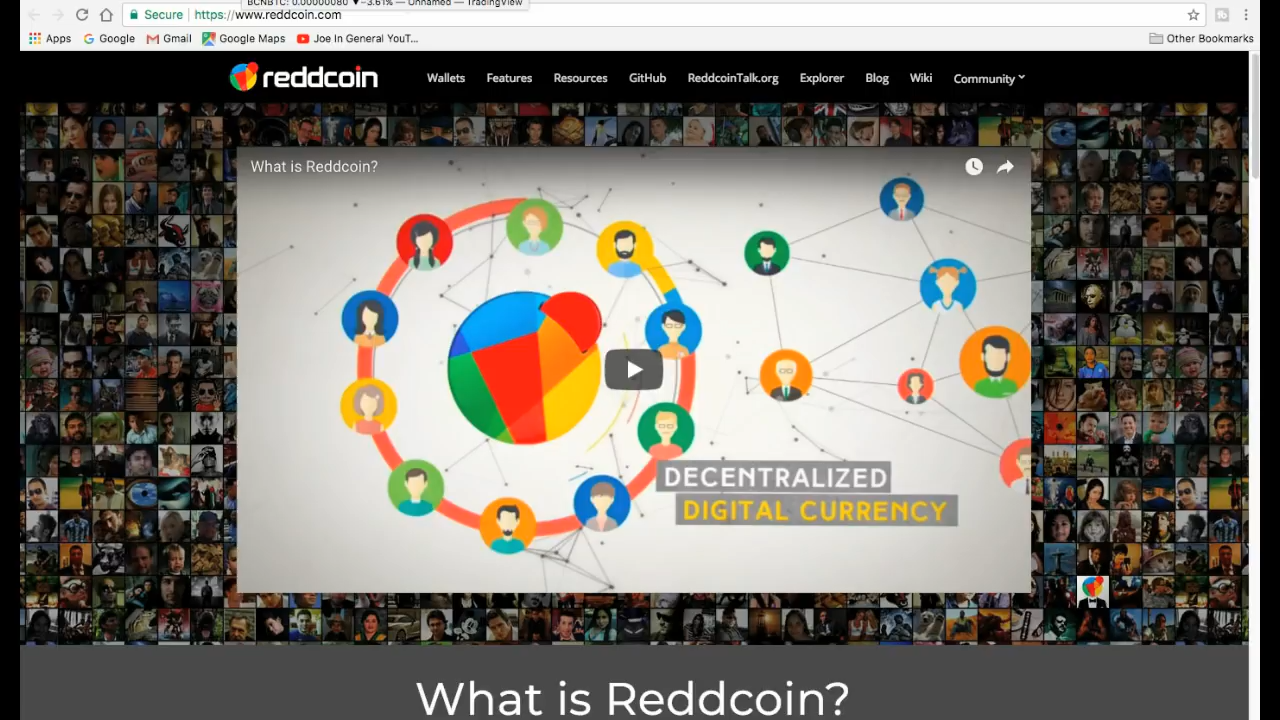 BCNBTC: 0.00000080 ▼−3.61% — Unnamed — TradingView
Secure https://www.reddcoin.com
Apps Google Gmail Google Maps Joe In General YouT... Other Bookmarks
reddcoin Wallets Features Resources GitHub ReddcoinTalk.org Explorer Blog Wiki Community
What is Reddcoin?
DECENTRALIZED
DIGITAL CURRENCY
What is Reddcoin?